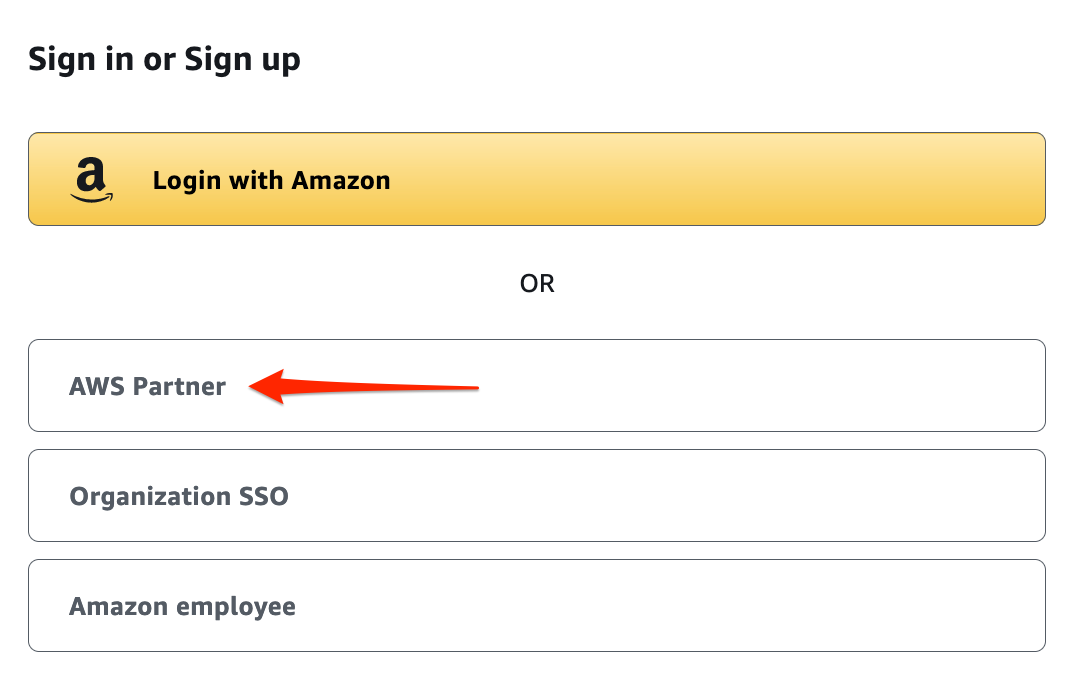 Sign in or Sign up
a Login with Amazon
OR
AWS Partner
Organization SSO
Amazon employee